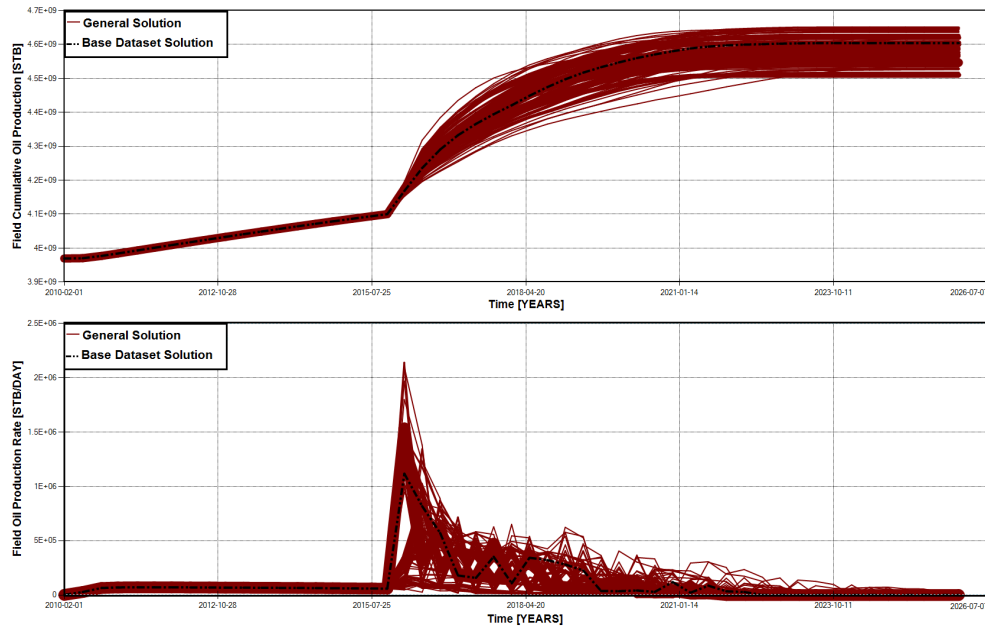 4.7E+09
General Solution
Base Dataset Solution
4.6E+09
4.5E+09
4.4E+09
4.3E+09
4.2E+09
4.1E+09
4E+09
3.9E+09
Field Cumulative Oil Production [STB]
2010-02-01 2012-10-28 2015-07-25 2018-04-20 2021-01-14 2023-10-11 2026-07-0
Time [YEARS]
2.5E+06
General Solution
Base Dataset Solution
2E+06
1.5E+06
1E+06
5E+05
0
Field Oil Production Rate [STB/DAY]
2010-02-01 2012-10-28 2015-07-25 2018-04-20 2021-01-14 2023-10-11 2026-07-0
Time [YEARS]